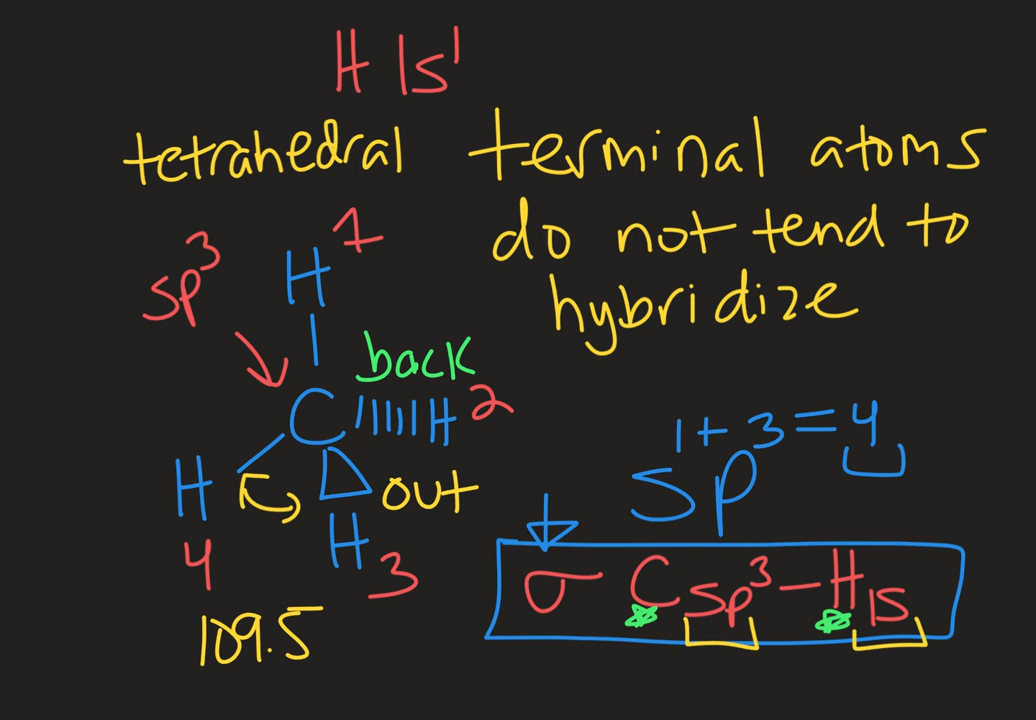 H 1s¹
tetrahedral
terminal atoms
do not tend to
hybridize
sp³
H 1
back
C H 2
H out
H
4 3
109.5
1 + 3 = 4
sp
σ Csp³ – H1s